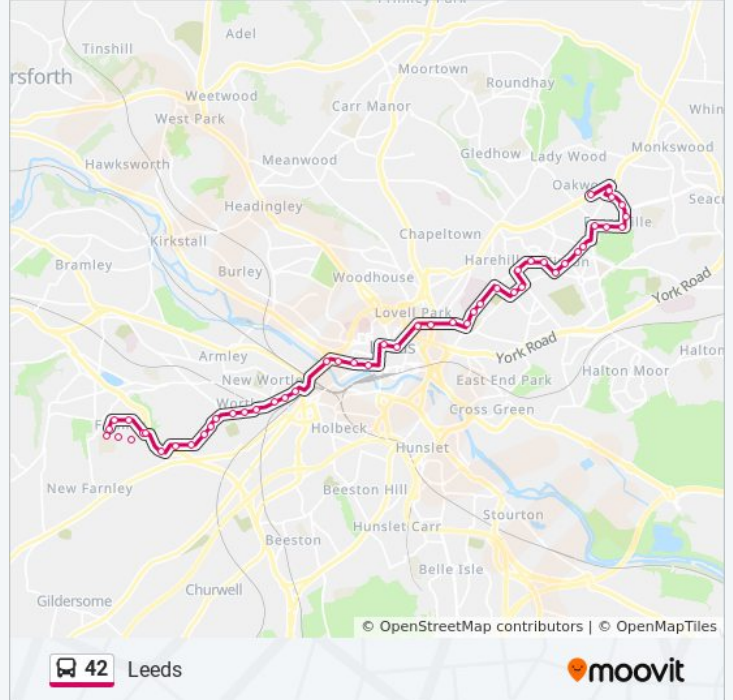 Tinshill
Adel
rsforth
Moortown
Roundhay
Weetwood
Carr Manor
Whin
West Park
Monkswood
Gledhow
Lady Wood
Hawksworth
Meanwood
Oakw
Headingley
Seacr
ille
Kirkstall
Chapeltown
Bramley
Burley
Woodhouse
Harehill
York Road
Lovell Park
Armley
York Road
Halton
New Wortl
East End Park
Halton Moor
Wort
Cross Green
F
Holbeck
Hunslet
New Farnley
Beeston Hill
Stourton
Hunslet Carr
Beeston
Belle Isle
Churwell
Gildersome
© OpenStreetMap contributors | © OpenMapTiles
42 Leeds
moovit